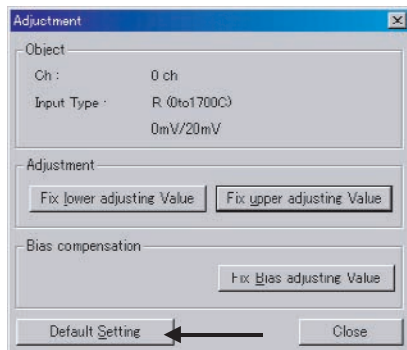 Adjustment
Object
Ch : 0 ch
Input Type : R (0to1700C)
0mV/20mV
Adjustment
Fix lower adjusting Value Fix upper adjusting Value
Bias compensation
Fix Bias adjusting Value
Default Setting Close